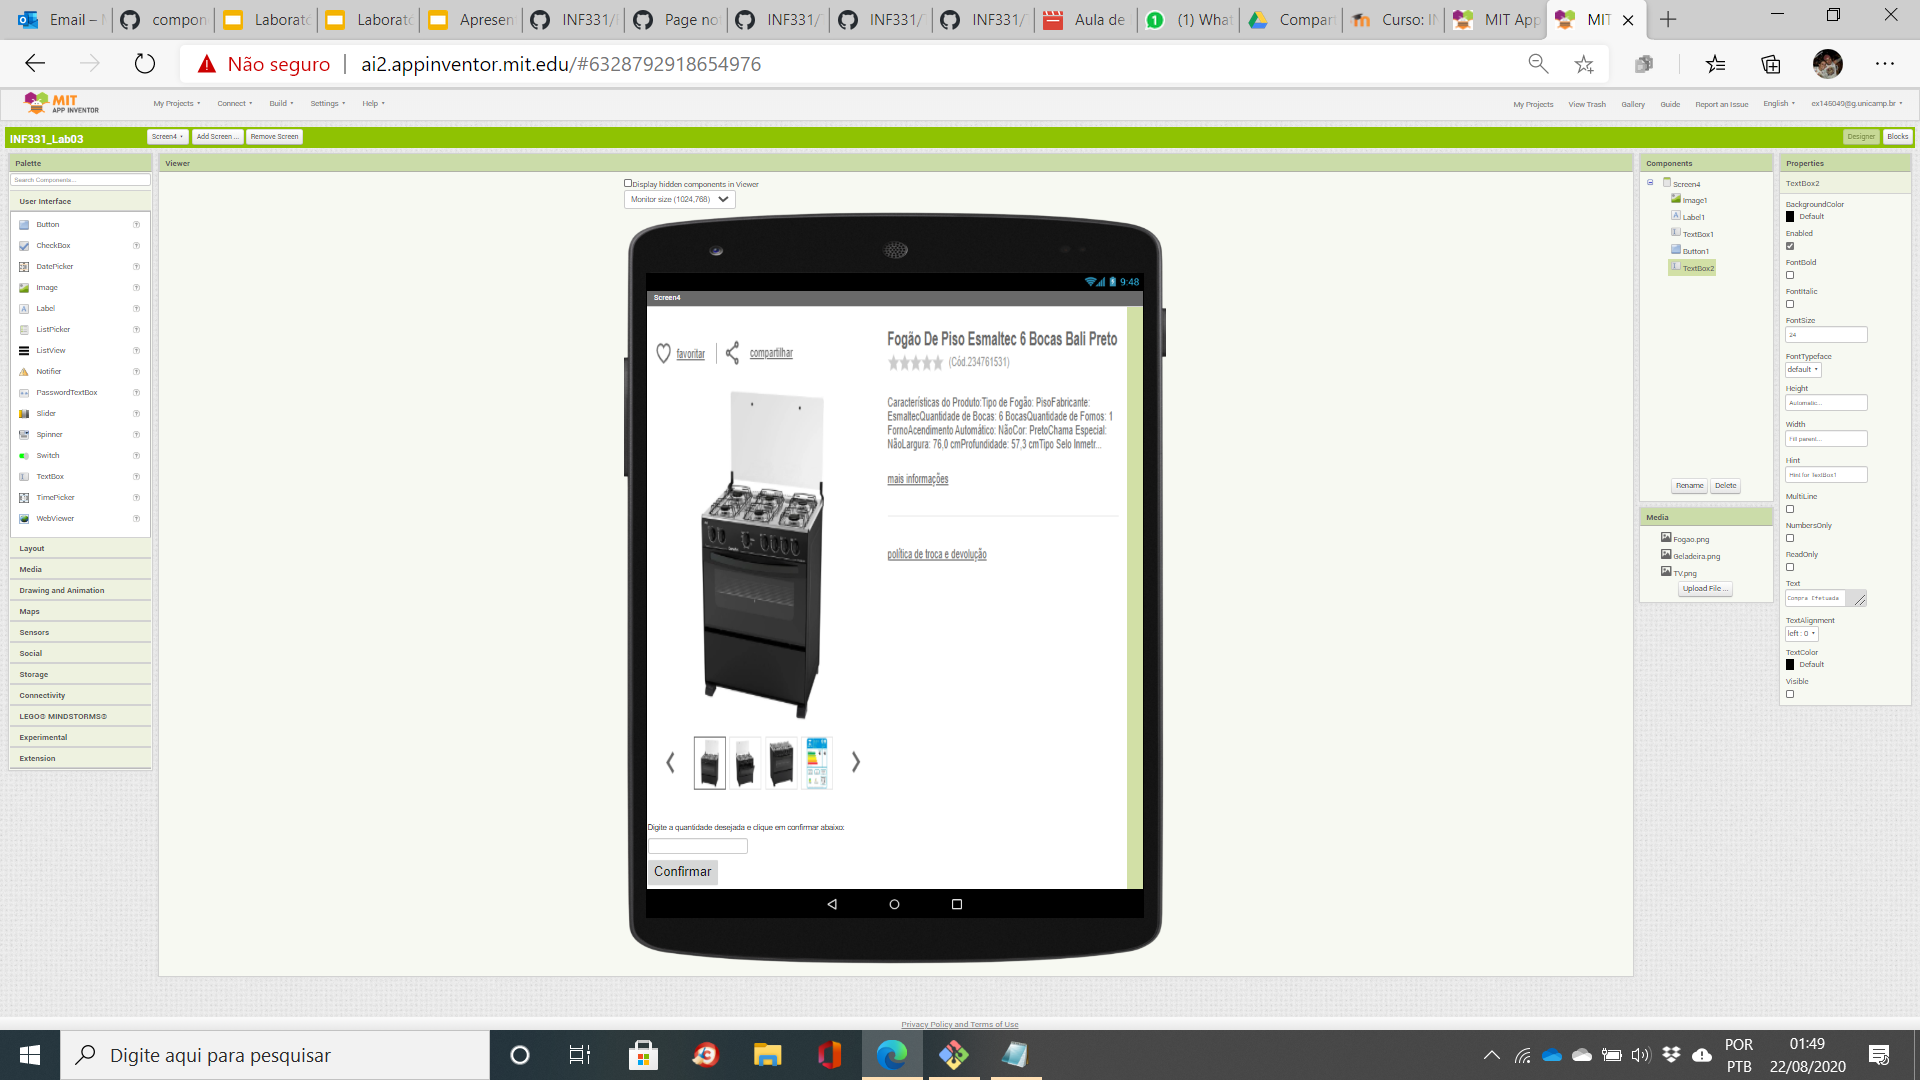 Email –
compon
Laborató
Laborató
Apresen
INF331/
Page no
INF331/
INF331/
INF331/
Aula de
(1) What
Compar
Curso: I
MIT App
MIT
Não seguro
ai2.appinventor.mit.edu/#6328792918654976
MIT
APP INVENTOR
My Projects
Connect
Build
Settings
Help
My Projects
View Trash
Gallery
Guide
Report an Issue
English
ex146049@g.unicamp.br
INF331_Lab03
Screen4
Add Screen ...
Remove Screen
Designer
Blocks
Palette
Search Components...
User Interface
Button
CheckBox
DatePicker
Image
Label
ListPicker
ListView
Notifier
PasswordTextBox
Slider
Spinner
Switch
TextBox
TimePicker
WebViewer
Layout
Media
Drawing and Animation
Maps
Sensors
Social
Storage
Connectivity
LEGO® MINDSTORMS®
Experimental
Extension
Viewer
Display hidden components in Viewer
Monitor size (1024,768)
9:48
Screen4
favoritar
compartilhar
Fogão De Piso Esmaltec 6 Bocas Bali Preto
(Cód.234761531)
Características do Produto:Tipo de Fogão: PisoFabricante:
EsmaltecQuantidade de Bocas: 6 BocasQuantidade de Fornos: 1
FornoAcendimento Automático: NãoCor: PretoChama Especial:
NãoLargura: 76,0 cmProfundidade: 57,3 cmTipo Selo Inmetr...
mais informações
política de troca e devolução
Digite a quantidade desejada e clique em confirmar abaixo:
Confirmar
Components
Screen4
Image1
Label1
TextBox1
Button1
TextBox2
Rename
Delete
Media
Fogao.png
Geladeira.png
TV.png
Upload File ...
Properties
TextBox2
BackgroundColor
Default
Enabled
FontBold
FontItalic
FontSize
24
FontTypeface
default
Height
Automatic...
Width
Fill parent...
Hint
Hint for TextBox1
MultiLine
NumbersOnly
ReadOnly
Text
Compra Efetuada
TextAlignment
left : 0
TextColor
Default
Visible
Privacy Policy and Terms of Use
Digite aqui para pesquisar
POR
PTB
01:49
22/08/2020